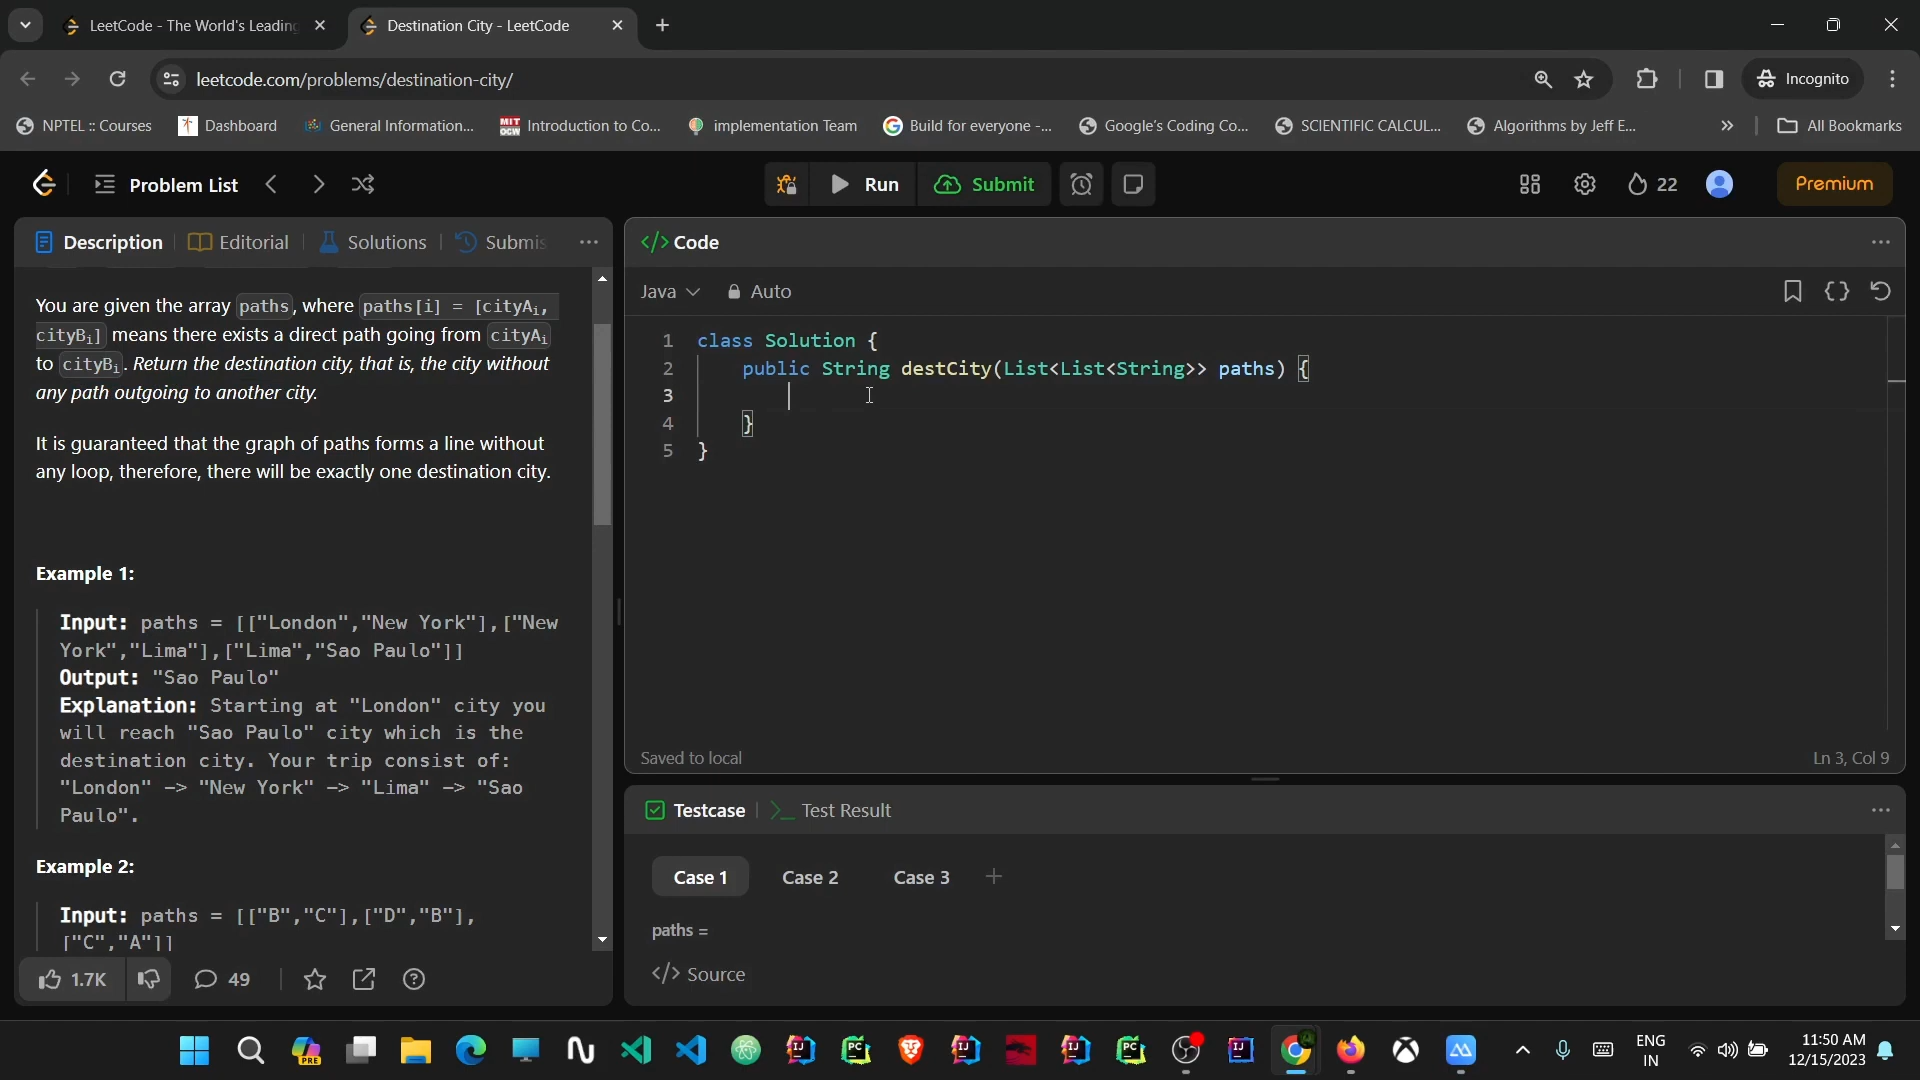 LeetCode - The World's Leading
Destination City - LeetCode
leetcode.com/problems/destination-city/
Incognito
NPTEL :: Courses
Dashboard
General Information...
Introduction to Co...
implementation Team
Build for everyone -...
Google's Coding Co...
SCIENTIFIC CALCUL...
Algorithms by Jeff E...
All Bookmarks
Problem List
Run
Submit
22
Premium
Description
Editorial
Solutions
Submis
</> Code
You are given the array paths, where paths[i] = [cityAi,
cityBi] means there exists a direct path going from cityAi
to cityBi. Return the destination city, that is, the city without
any path outgoing to another city.
It is guaranteed that the graph of paths forms a line without
any loop, therefore, there will be exactly one destination city.
Example 1:
Input: paths = [["London","New York"],["New
York","Lima"],["Lima","Sao Paulo"]]
Output: "Sao Paulo"
Explanation: Starting at "London" city you
will reach "Sao Paulo" city which is the
destination city. Your trip consist of:
"London" -> "New York" -> "Lima" -> "Sao
Paulo".
Example 2:
Input: paths = [["B","C"],["D","B"],
["C","A"]]
1.7K
49
Java
Auto
1 class Solution {
2 public String destCity(List<List<String>> paths) {
3
4 }
5 }
Saved to local
Ln 3, Col 9
Testcase
Test Result
Case 1
Case 2
Case 3
paths =
</> Source
PRE
IJ
PC
IJ
IJ
PC
IJ
ENG
IN
11:50 AM
12/15/2023